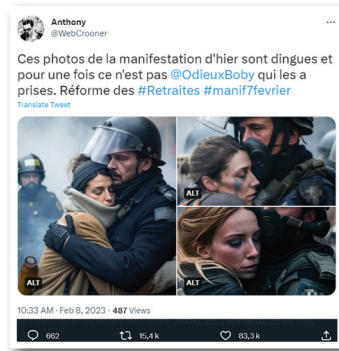 Anthony
@WebCrooner
Ces photos de la manifestation d'hier sont dingues et
pour une fois ce n'est pas @OdieuxBoby qui les a
prises. Réforme des #Retraites #manif7fevrier
Translate Tweet
ALT
ALT
ALT
10:33 AM · Feb 8, 2023 · 487 Views
662 15,4 k 83,3 k